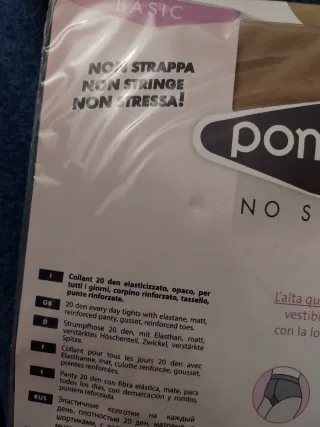 BASIC
NON STRAPPA
NON STRINGE
NON STRESSA!
pom
NO S
L'alta qu
vestibi
con la lo
I Collant 20 den elasticizzato, opaco, per
tutti i giorni, corpino rinforzato, tassello,
punte rinforzate.
GB 20 den every day tights with elastane, matt,
reinforced panty, gusset, reinforced toes.
D Strumpfhose 20 den, mit Elasthan, matt,
verstärktes Höschenteil, Zwickel, verstärkte
Spitze.
F Collant pour tous les jours 20 den avec
Elasthanne, mat, culotte renforcée, gousset,
pointes renforcées.
E Panty 20 den con fibra elástica, mate, para
todos los días, con demarcación y rombo,
puntera reforzada.
RUS Эластичные колготки на каждый
день, плотностью 20 ден, матовые